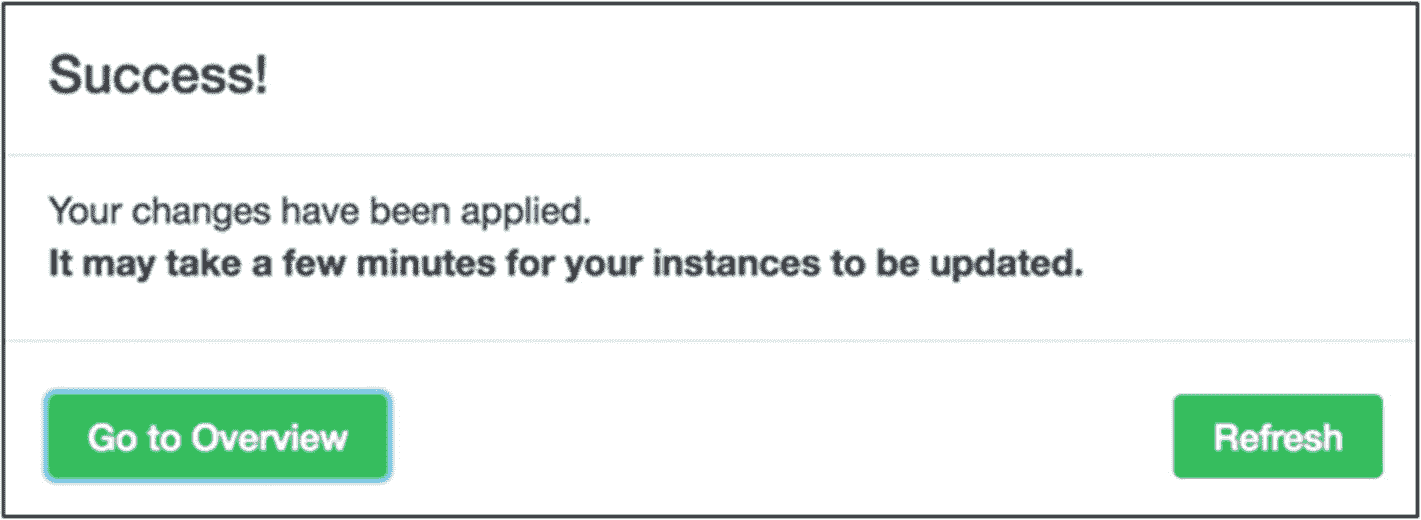 Success!
Your changes have been applied.
It may take a few minutes for your instances to be updated.
Go to Overview
Refresh